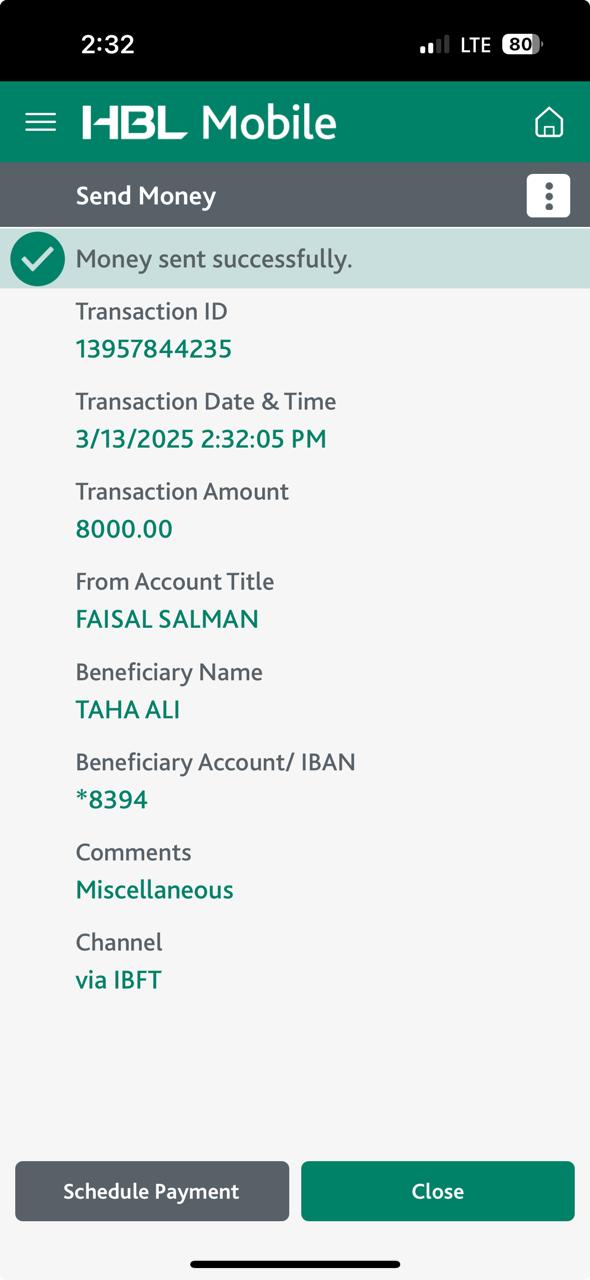 2:32
LTE
80
HBL Mobile
Send Money
Money sent successfully.
Transaction ID
13957844235
Transaction Date & Time
3/13/2025 2:32:05 PM
Transaction Amount
8000.00
From Account Title
FAISAL SALMAN
Beneficiary Name
TAHA ALI
Beneficiary Account/ IBAN
*8394
Comments
Miscellaneous
Channel
via IBFT
Schedule Payment
Close